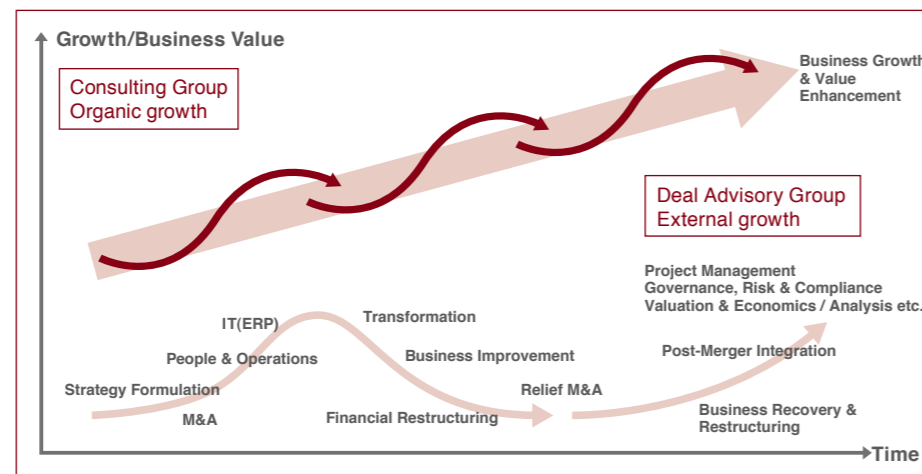 Growth/Business Value
Consulting Group
Organic growth
Business Growth
& Value
Enhancement
Deal Advisory Group
External growth
Project Management
Governance, Risk & Compliance
Valuation & Economics / Analysis etc.
IT(ERP)
Transformation
People & Operations
Business Improvement
Post-Merger Integration
Strategy Formulation
Relief M&A
M&A
Financial Restructuring
Business Recovery &
Restructuring
Time